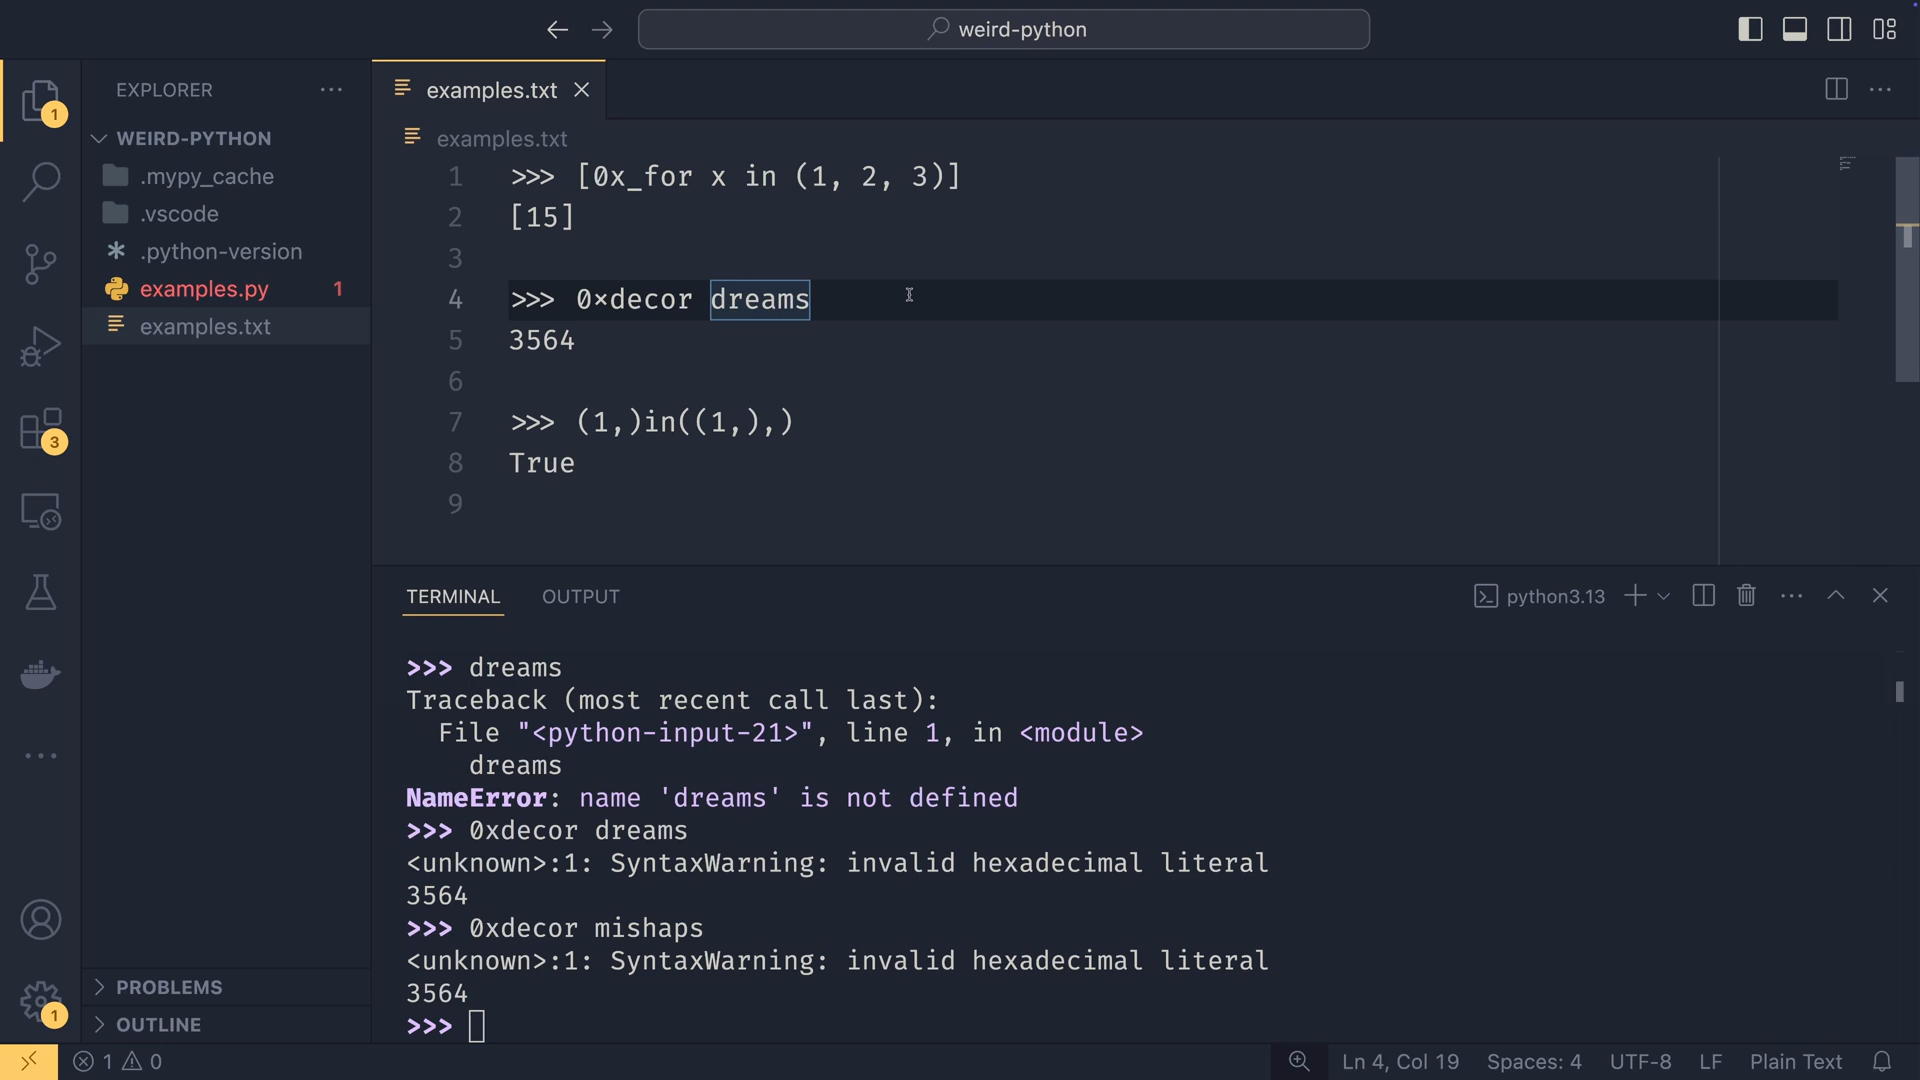 weird-python
EXPLORER
examples.txt
WEIRD-PYTHON
.mypy_cache
.vscode
.python-version
examples.py 1
examples.txt
1
3
1
examples.txt
1 >>> [0x_for x in (1, 2, 3)]
2 [15]
3
4 >>> 0×decor dreams
5 3564
6
7 >>> (1,)in((1,),)
8 True
9
TERMINAL OUTPUT
python3.13
>>> dreams
Traceback (most recent call last):
File "<python-input-21>", line 1, in <module>
dreams
NameError: name 'dreams' is not defined
>>> 0xdecor dreams
<unknown>:1: SyntaxWarning: invalid hexadecimal literal
3564
>>> 0xdecor mishaps
<unknown>:1: SyntaxWarning: invalid hexadecimal literal
3564
>>>
PROBLEMS
OUTLINE
1 0
Ln 4, Col 19 Spaces: 4 UTF-8 LF Plain Text